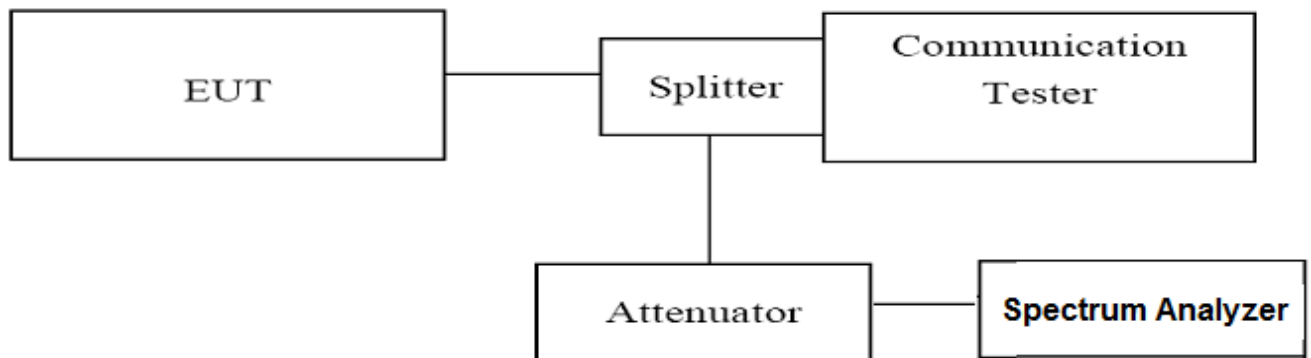 EUT
Splitter
Communication
Tester
Attenuator
Spectrum Analyzer